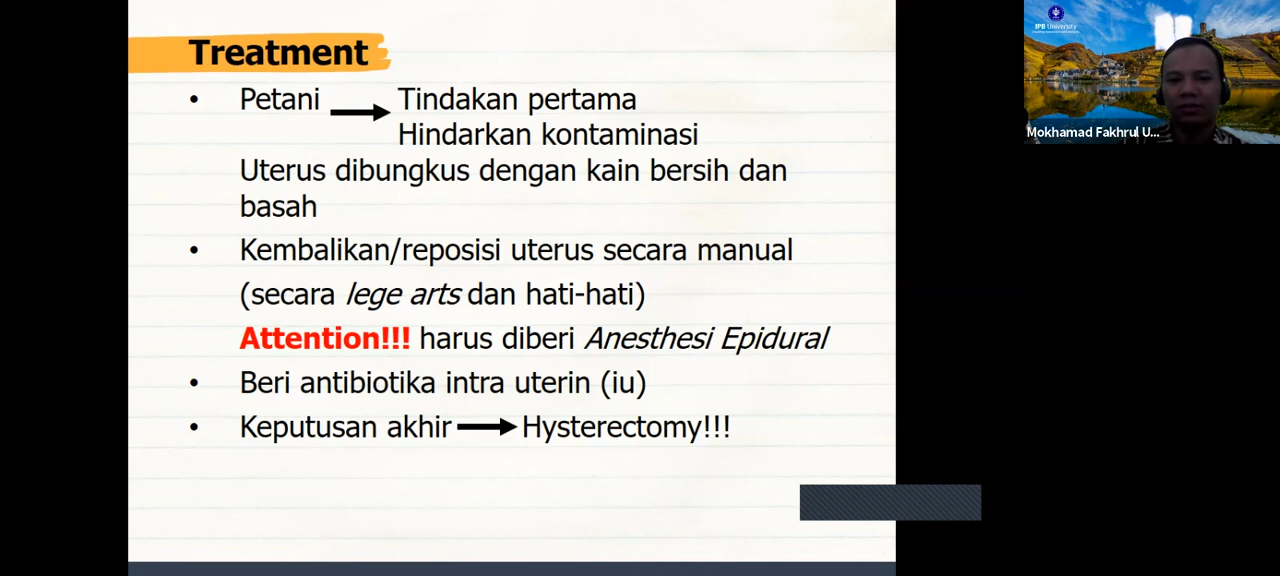 Treatment
• Petani → Tindakan pertama
Hindarkan kontaminasi
Uterus dibungkus dengan kain bersih dan
basah
• Kembalikan/reposisi uterus secara manual
(secara lege arts dan hati-hati)
Attention!!! harus diberi Anesthesi Epidural
• Beri antibiotika intra uterin (iu)
• Keputusan akhir → Hysterectomy!!!
IPB University
Mokhamad Fakhrul U...